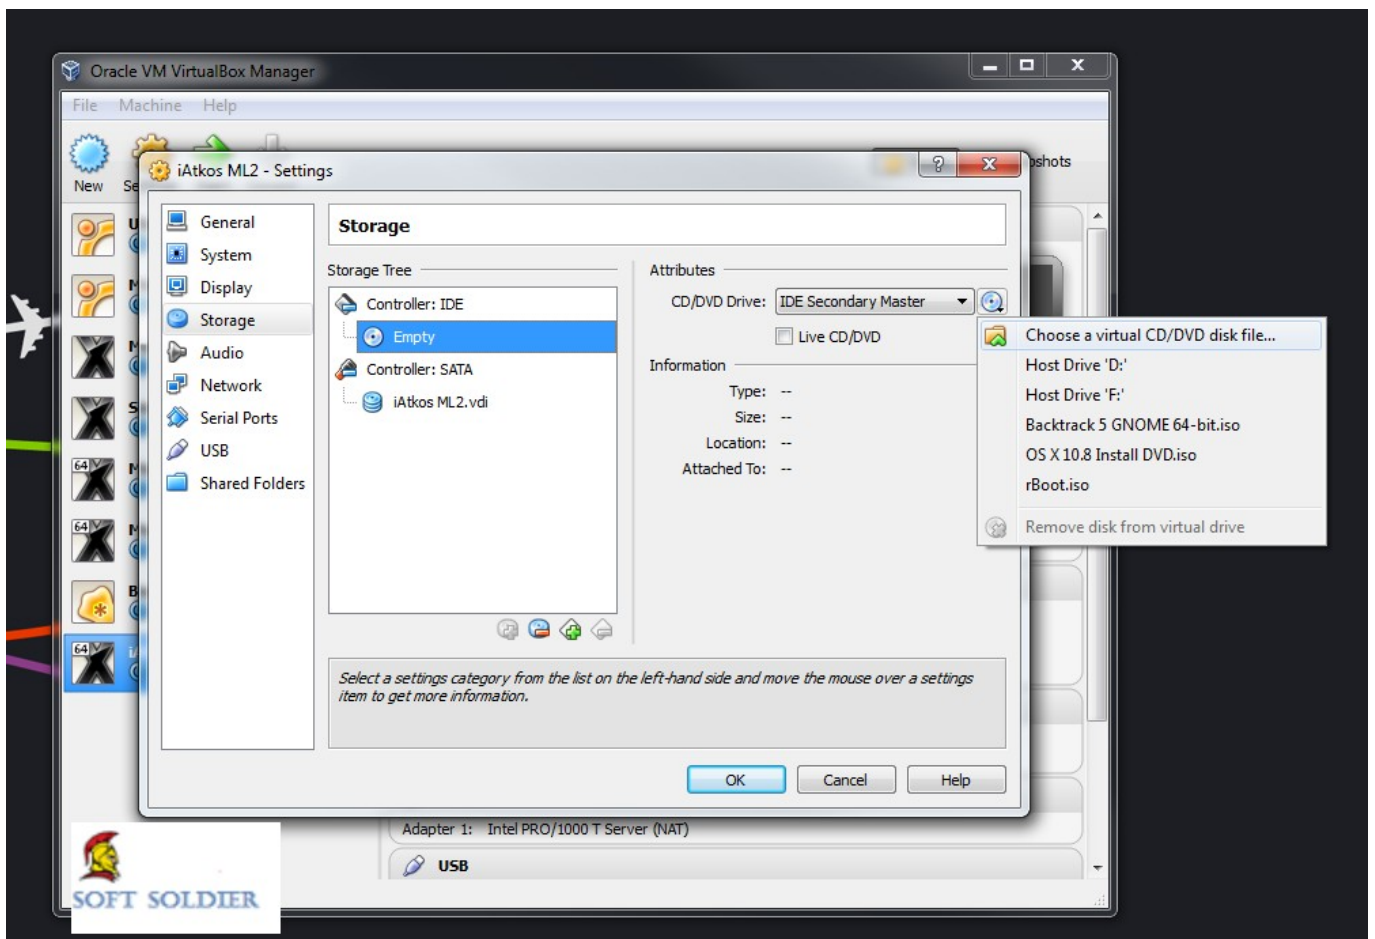 Oracle VM VirtualBox Manager
File Machine Help
New
pshots
iAtkos ML2 - Settings
General
System
Display
Storage
Audio
Network
Serial Ports
USB
Shared Folders
Storage
Storage Tree
Controller: IDE
Empty
Controller: SATA
iAtkos ML2.vdi
Attributes
CD/DVD Drive: IDE Secondary Master
Live CD/DVD
Information
Type: --
Size: --
Location: --
Attached To: --
Choose a virtual CD/DVD disk file...
Host Drive 'D:'
Host Drive 'F:'
Backtrack 5 GNOME 64-bit.iso
OS X 10.8 Install DVD.iso
rBoot.iso
Remove disk from virtual drive
64
64
64
Select a settings category from the list on the left-hand side and move the mouse over a settings
item to get more information.
OK Cancel Help
Adapter 1: Intel PRO/1000 T Server (NAT)
USB
SOFT SOLDIER